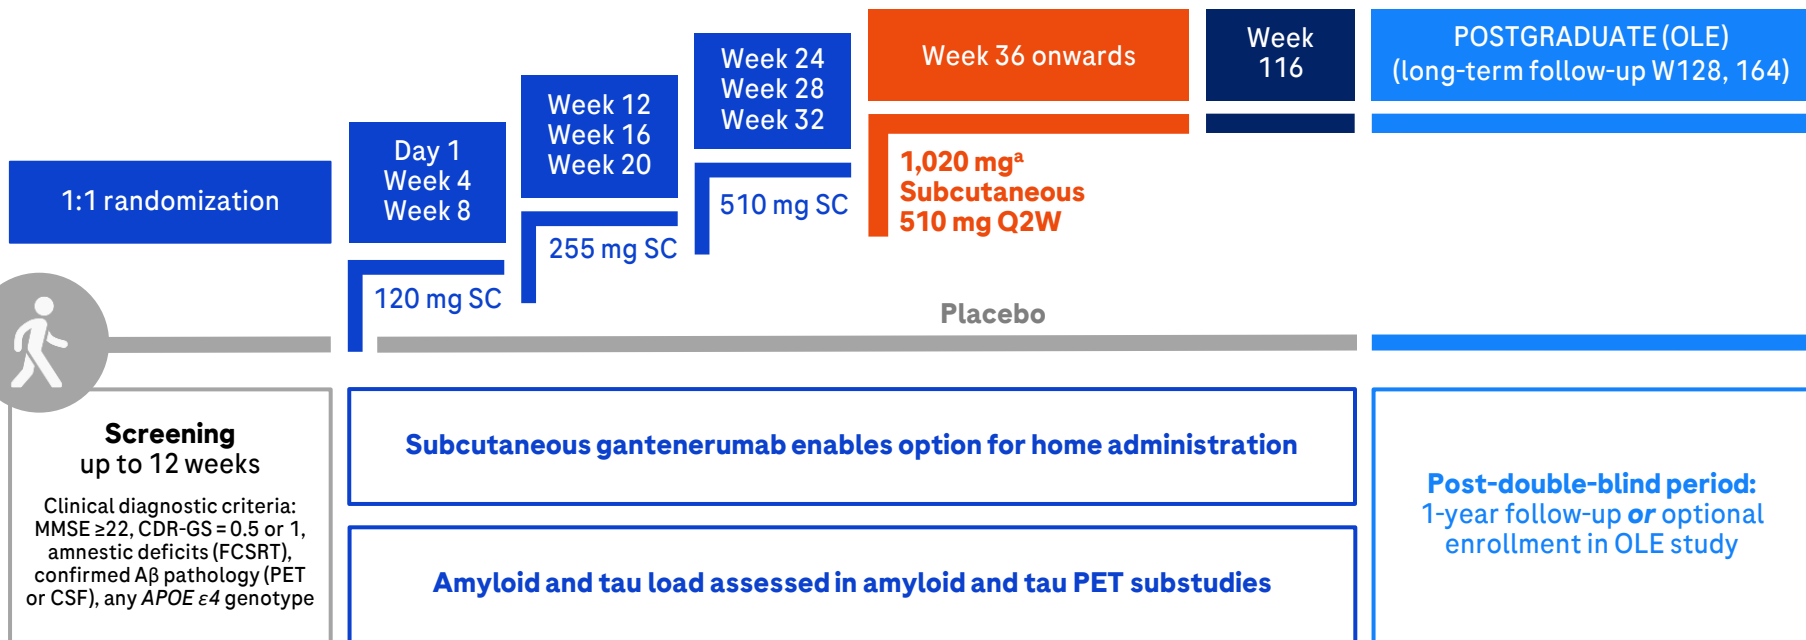 1:1 randomization
Day 1
Week 4
Week 8
120 mg SC
Week 12
Week 16
Week 20
255 mg SC
Week 24
Week 28
Week 32
510 mg SC
Week 36 onwards
1,020 mgᵃ
Subcutaneous
510 mg Q2W
Week
116
POSTGRADUATE (OLE)
(long-term follow-up W128, 164)
Placebo
Screening
up to 12 weeks
Clinical diagnostic criteria:
MMSE ≥22, CDR-GS = 0.5 or 1,
amnestic deficits (FCSRT),
confirmed Aβ pathology (PET
or CSF), any APOE ε4 genotype
Subcutaneous gantenerumab enables option for home administration
Amyloid and tau load assessed in amyloid and tau PET substudies
Post-double-blind period:
1-year follow-up or optional
enrollment in OLE study